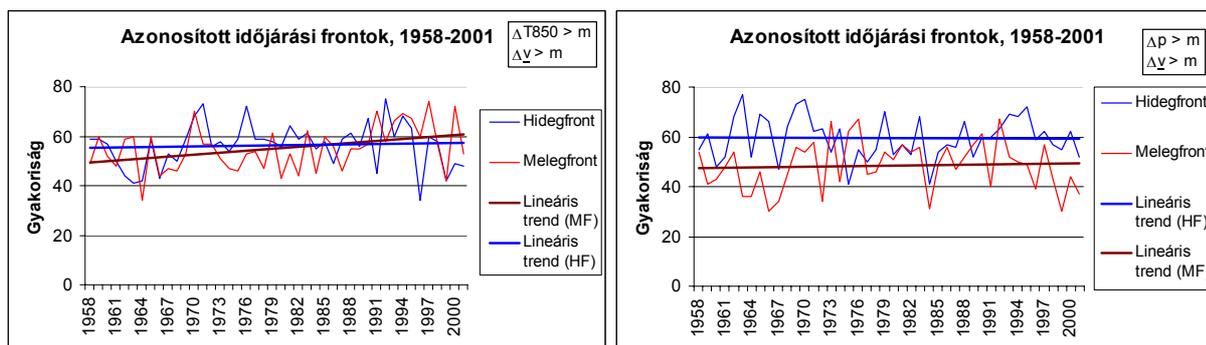 Azonosított időjárási frontok, 1958-2001
ΔT850 > m
Δv > m
80
60
40
20
0
Gyakoriság
1958
1961
1964
1967
1970
1973
1976
1979
1982
1985
1988
1991
1994
1997
2000
Hidegfront
Melegfront
Lineáris
trend (MF)
Lineáris
trend (HF)
Azonosított időjárási frontok, 1958-2001
Δp > m
Δv > m
80
60
40
20
0
Gyakoriság
1958
1961
1964
1967
1970
1973
1976
1979
1982
1985
1988
1991
1994
1997
2000
Hidegfront
Melegfront
Lineáris
trend (HF)
Lineáris
trend (MF